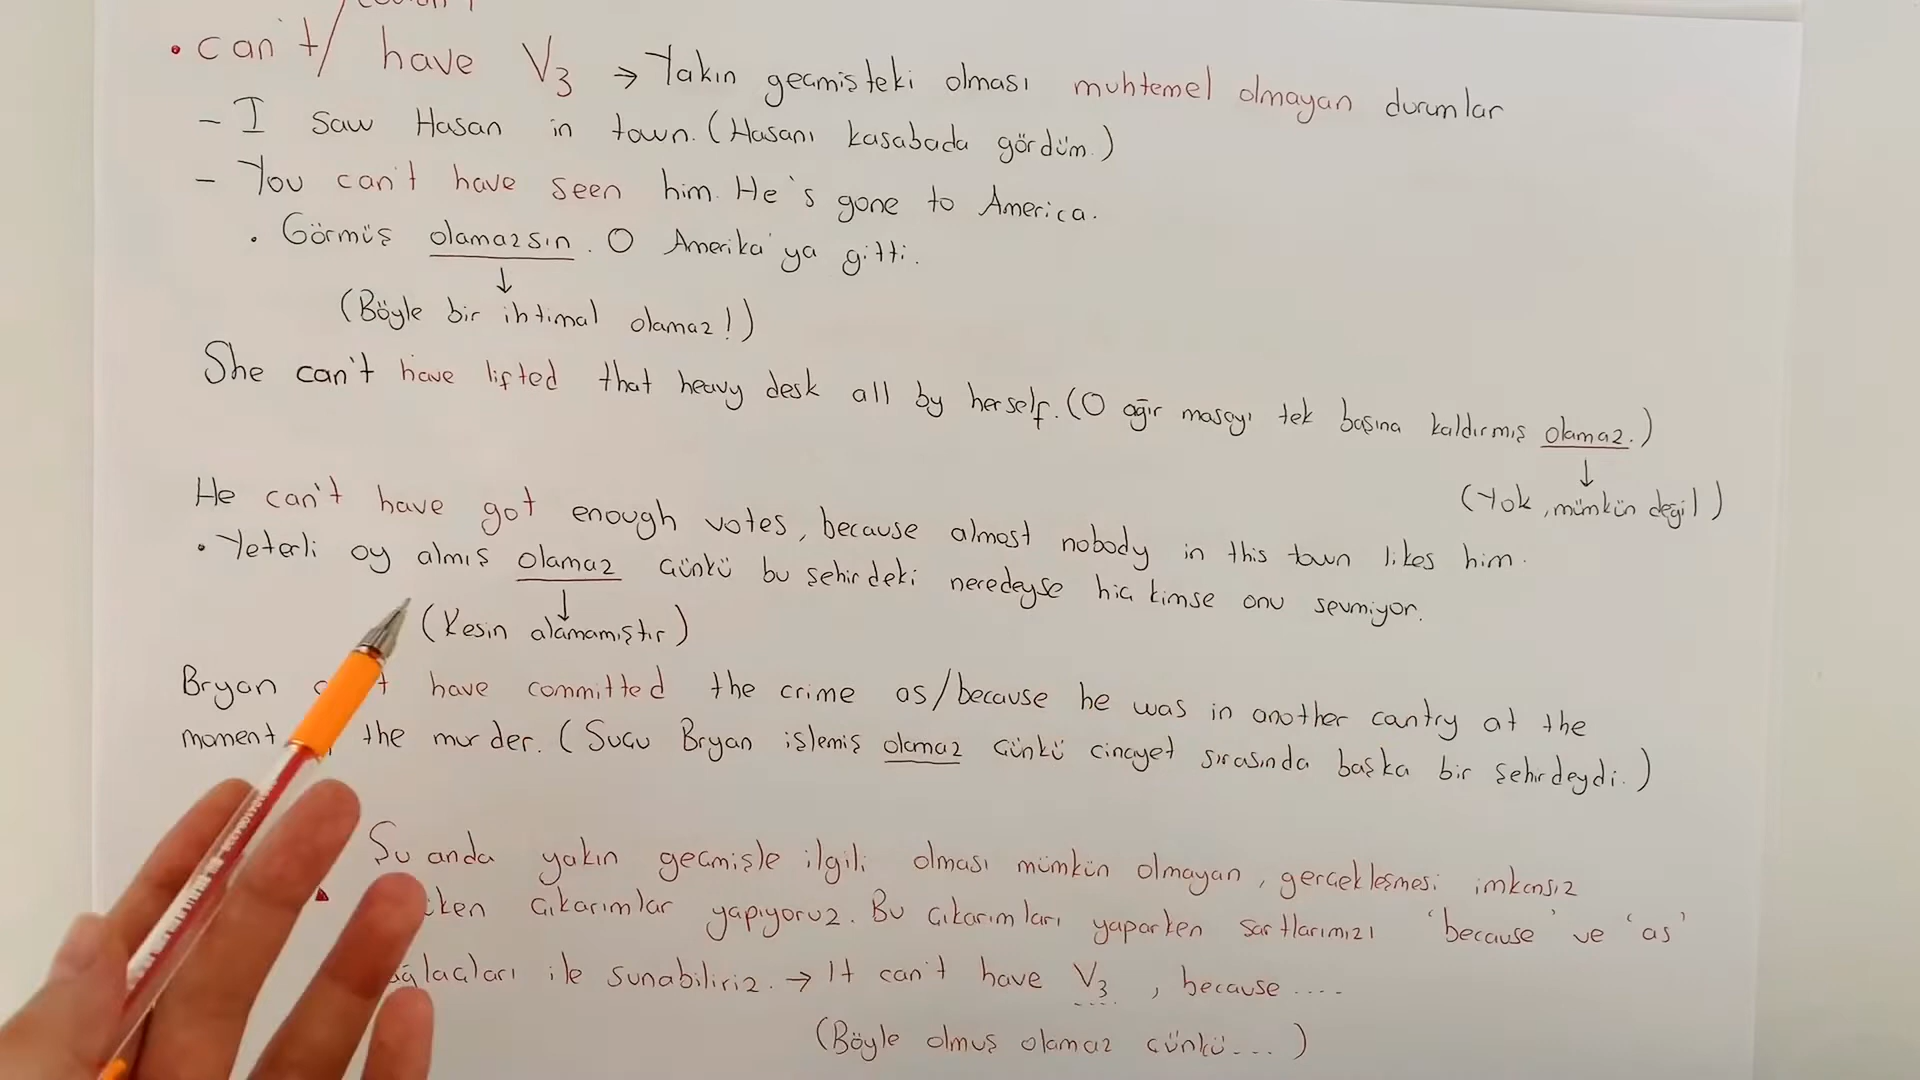 • can't/ have V3 → Yakın geçmişteki olması muhtemel olmayan durumlar
- I saw Hasan in town. (Hasanı kasabada gördüm.)
- You can't have seen him. He's gone to America.
• Görmüş olamazsın. O Amerika'ya gitti.
↓
(Böyle bir ihtimal olamaz!)
She can't have lifted that heavy desk all by herself. (O ağır masayı tek başına kaldırmış olamaz.)
↓
(Yok, mümkün değil)
He can't have got enough votes, because almost nobody in this town likes him.
• Yeterli oy almış olamaz çünkü bu şehirdeki neredeyse hiç kimse onu sevmiyor.
↓
(Kesin alamamıştır)
Bryan have committed the crime as/because he was in another cantry at the
moment the murder. (Suçu Bryan işlemiş olamaz çünkü cinayet sırasında başka bir şehirdeydi.)
Şu anda yakın geçmişle ilgili olması mümkün olmayan, gerçekleşmesi imkansız
çıkarımlar yapıyoruz. Bu çıkarımları yaparken şartlarımızı 'because' ve 'as'
ile sunabiliriz. → It can't have V3, because ....
(Böyle olmuş olamaz çünkü....)